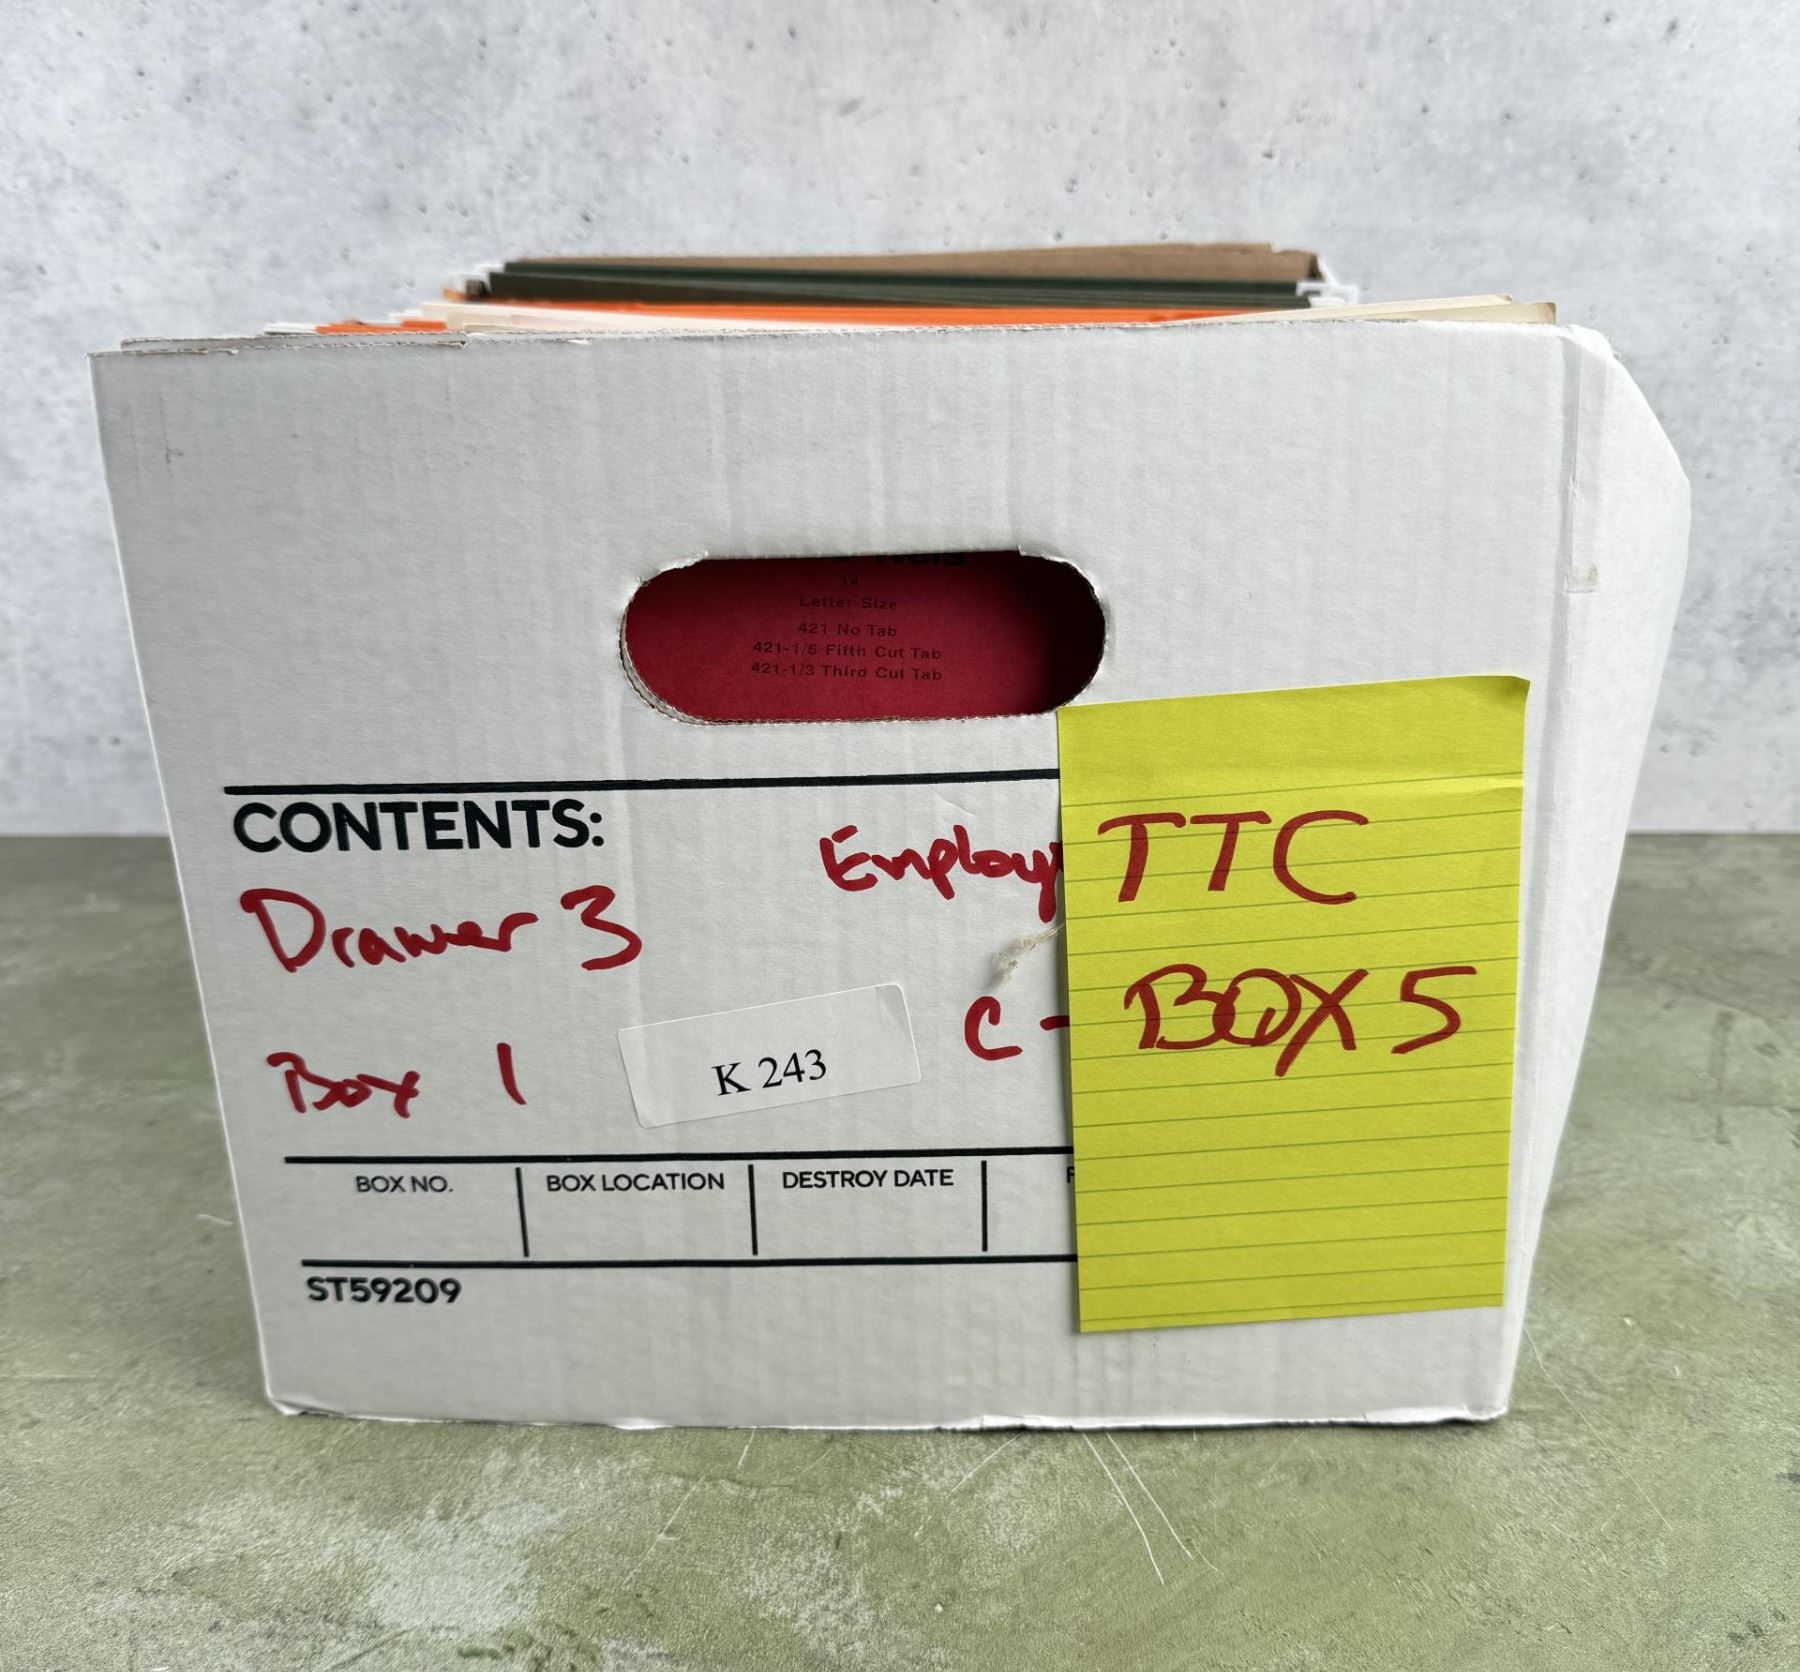 14
Letter Size
421 No Tab
421-1/5 Fifth Cut Tab
421-1/3 Third Cut Tab
CONTENTS:
Employ
Drawer 3
C -
Box 1
K 243
TTC
BOX 5
BOX NO.
BOX LOCATION
DESTROY DATE
ST59209